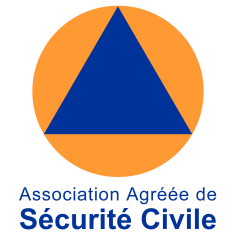 Association Agréée de
Sécurité Civile